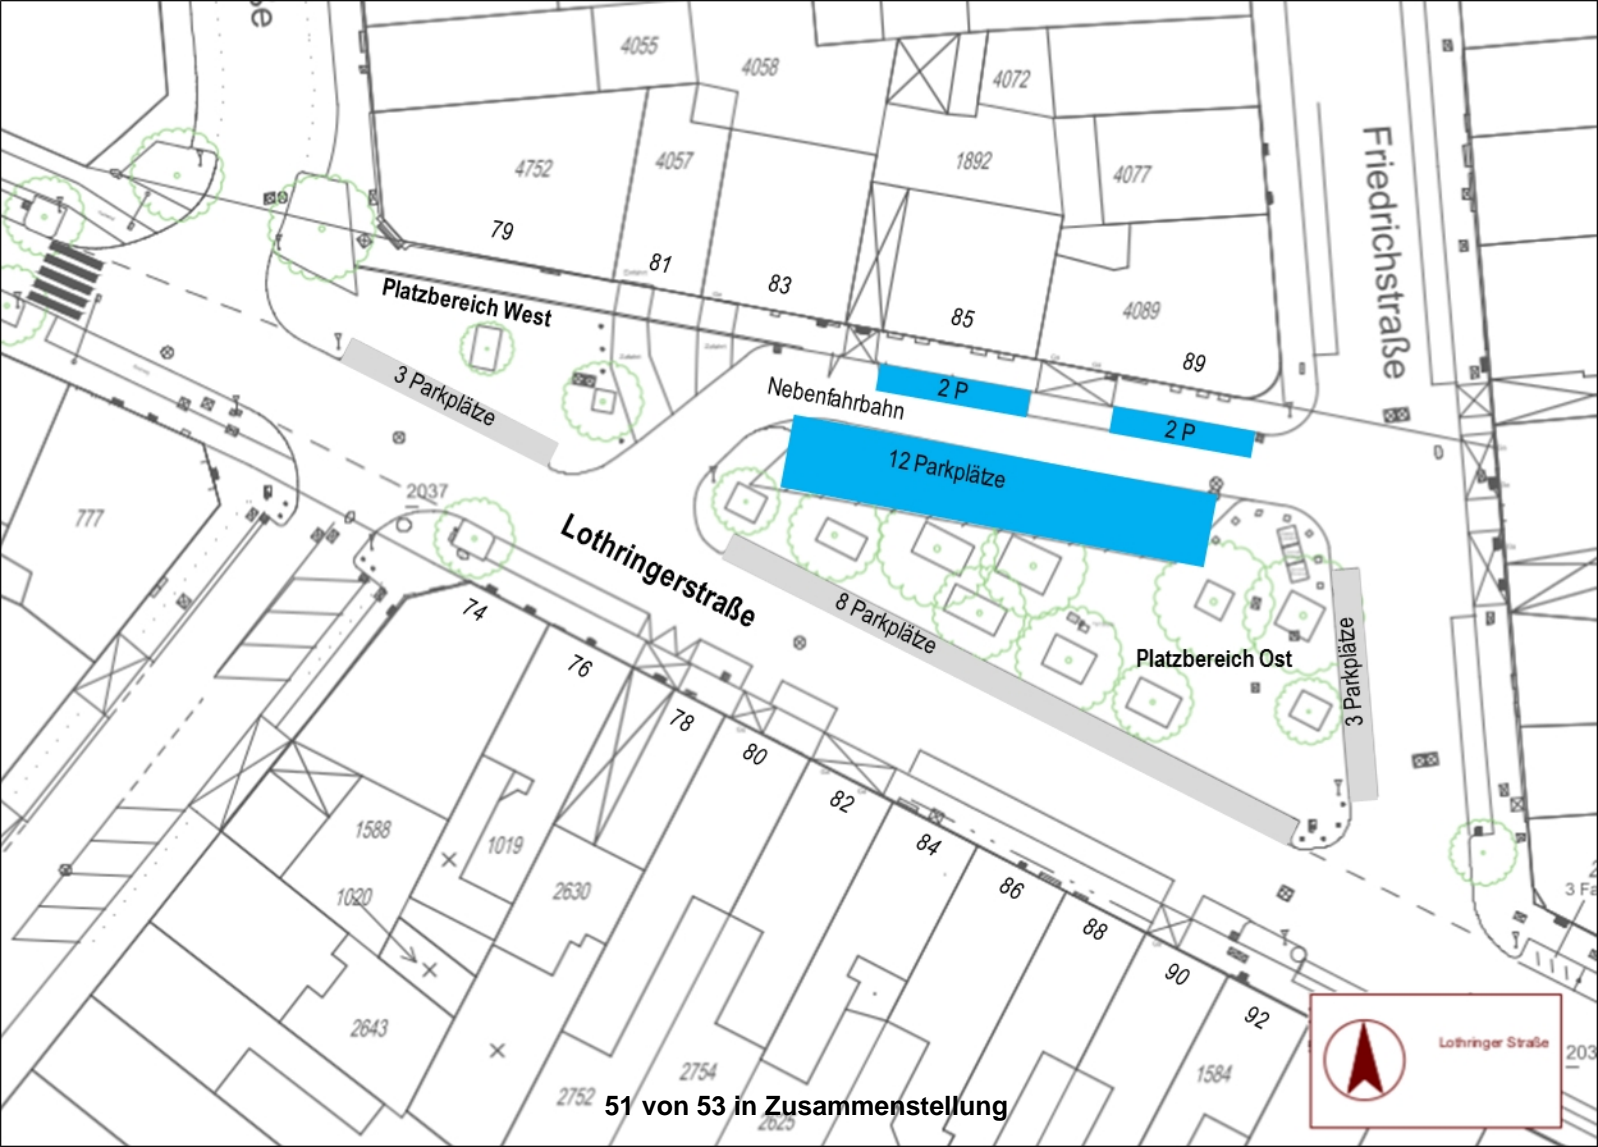 ße
4055
4058
4072
4752
4057
1892
4077
Friedrichstraße
79
81
83
85
4089
89
Platzbereich West
3 Parkplätze
Nebenfahrbahn
2 P
2 P
12 Parkplätze
2037
777
Lothringerstraße
8 Parkplätze
Platzbereich Ost
3 Parkplätze
74
76
78
80
82
84
86
88
90
92
1588
1019
1020
2630
2643
2752
2754
2625
1584
3 Fa
203
Lothringer Straße
51 von 53 in Zusammenstellung